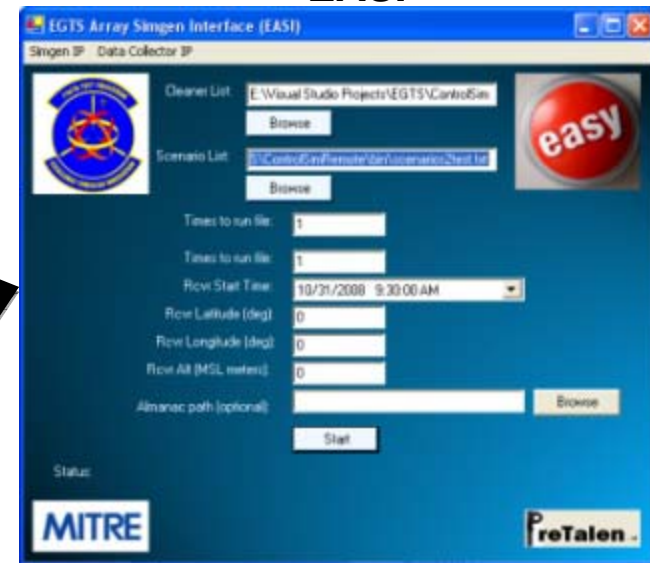 EGTS Array Simgen Interface (EASI)
Simgen IP Data Collector IP
Cleaner List: E:\Visual Studio Projects\EGTS\ControlSim
Browse
easy
Scenario List: S\ControlSimRemote\bin\scenarios2test.txt
Browse
Times to run file: 1
Times to run file: 1
Rcvr Start Time: 10/31/2008 9:30:00 AM
Rcvr Latitude (deg): 0
Rcvr Longitude (deg): 0
Rcvr Alt (MSL meters): 0
Almanac path (optional): Browse
Start
Status:
MITRE
PreTalen